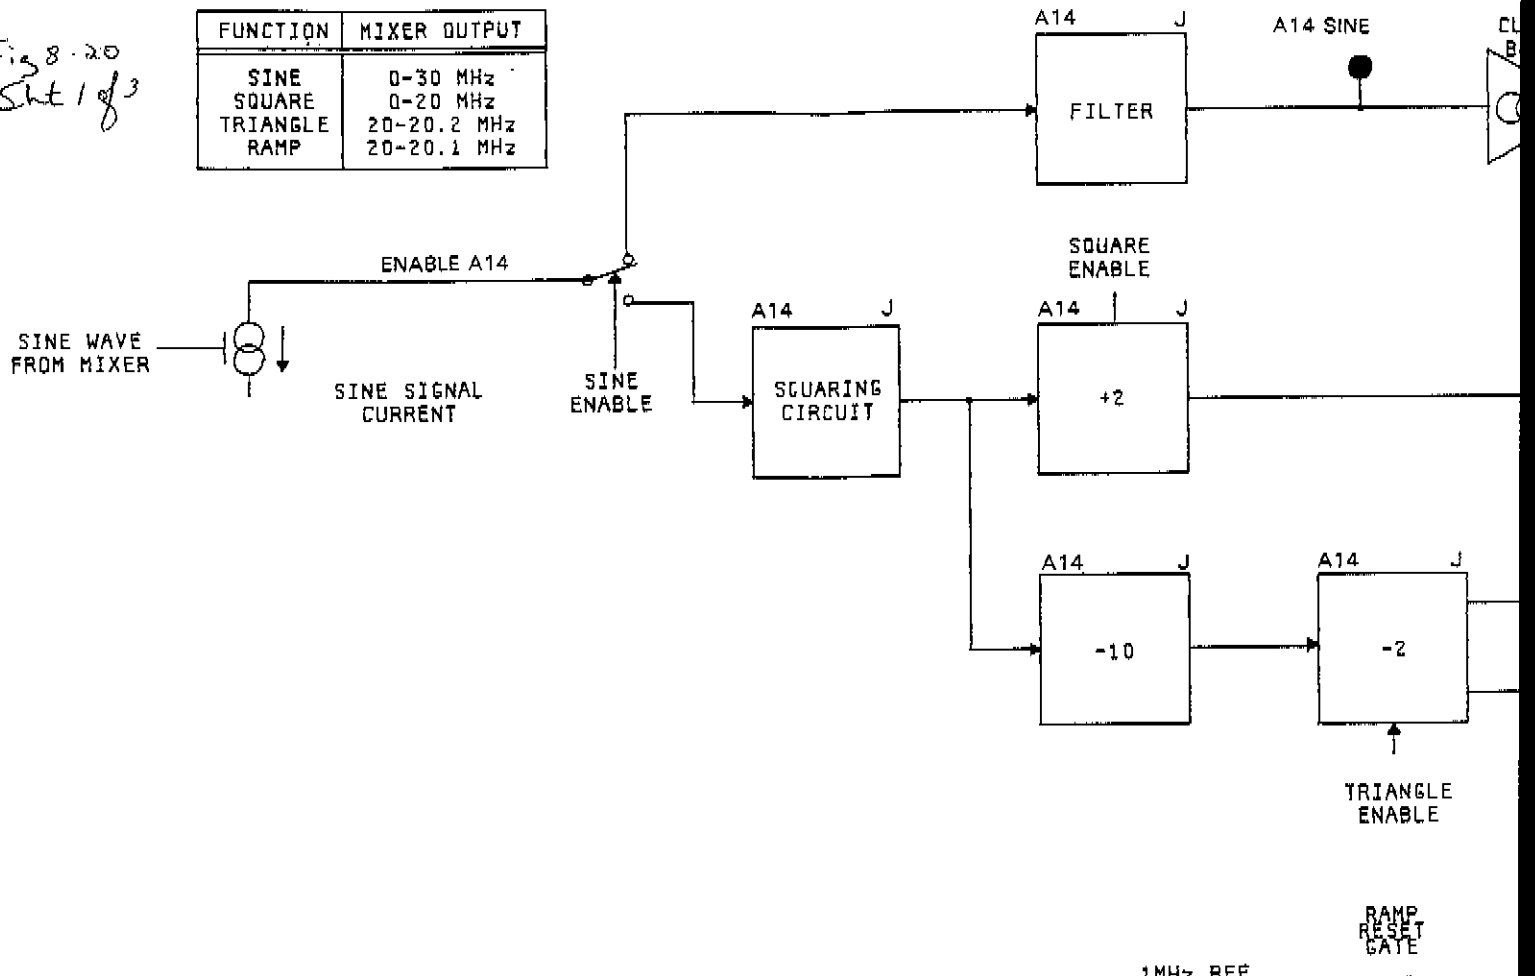 Fig 8-20
Sht 1 of 3
FUNCTION MIXER OUTPUT
SINE 0-30 MHz
SQUARE 0-20 MHz
TRIANGLE 20-20.2 MHz
RAMP 20-20.1 MHz
A14 J
FILTER
A14 SINE
CL
B
ENABLE A14
SINE WAVE
FROM MIXER
SINE SIGNAL
CURRENT
SINE
ENABLE
A14 J
SQUARING
CIRCUIT
SQUARE
ENABLE
A14 J
+2
A14 J
-10
A14 J
-2
TRIANGLE
ENABLE
RAMP
RESET
GATE
1MHz REF